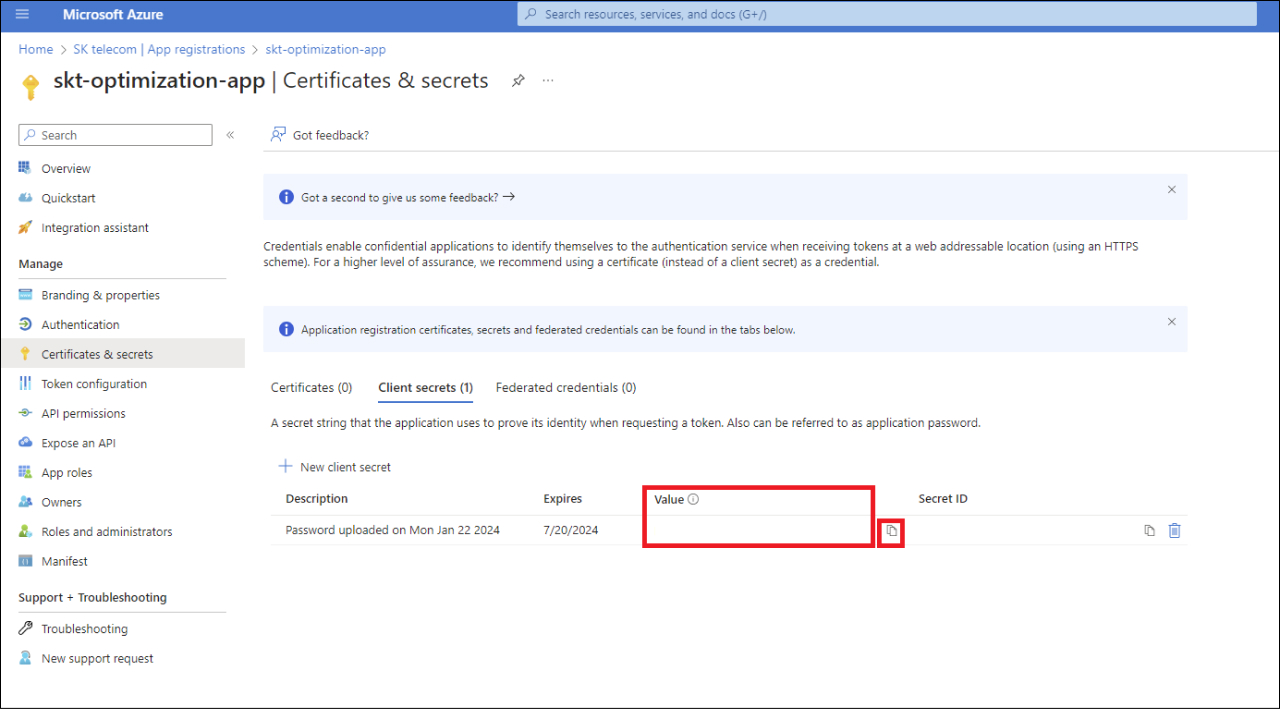 Microsoft Azure
Search resources, services, and docs (G+/)
Home > SK telecom | App registrations > skt-optimization-app
skt-optimization-app | Certificates & secrets
Search
Got feedback?
Overview
Quickstart
Integration assistant
Manage
Branding & properties
Authentication
Certificates & secrets
Token configuration
API permissions
Expose an API
App roles
Owners
Roles and administrators
Manifest
Support + Troubleshooting
Troubleshooting
New support request
Got a second to give us some feedback?
Credentials enable confidential applications to identify themselves to the authentication service when receiving tokens at a web addressable location (using an HTTPS
scheme). For a higher level of assurance, we recommend using a certificate (instead of a client secret) as a credential.
Application registration certificates, secrets and federated credentials can be found in the tabs below.
Certificates (0) Client secrets (1) Federated credentials (0)
A secret string that the application uses to prove its identity when requesting a token. Also can be referred to as application password.
New client secret
Description Expires Value Secret ID
Password uploaded on Mon Jan 22 2024 7/20/2024